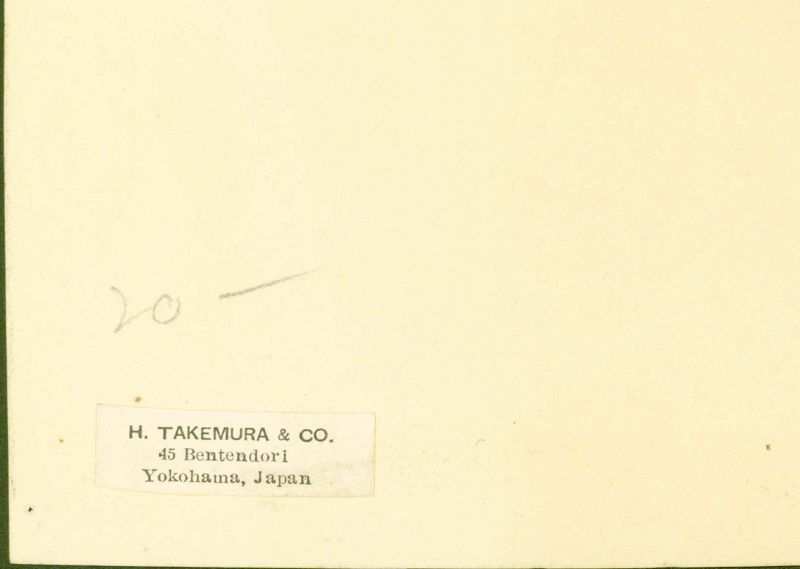 20 —
H. TAKEMURA & CO.
45 Bentendori
Yokohama, Japan